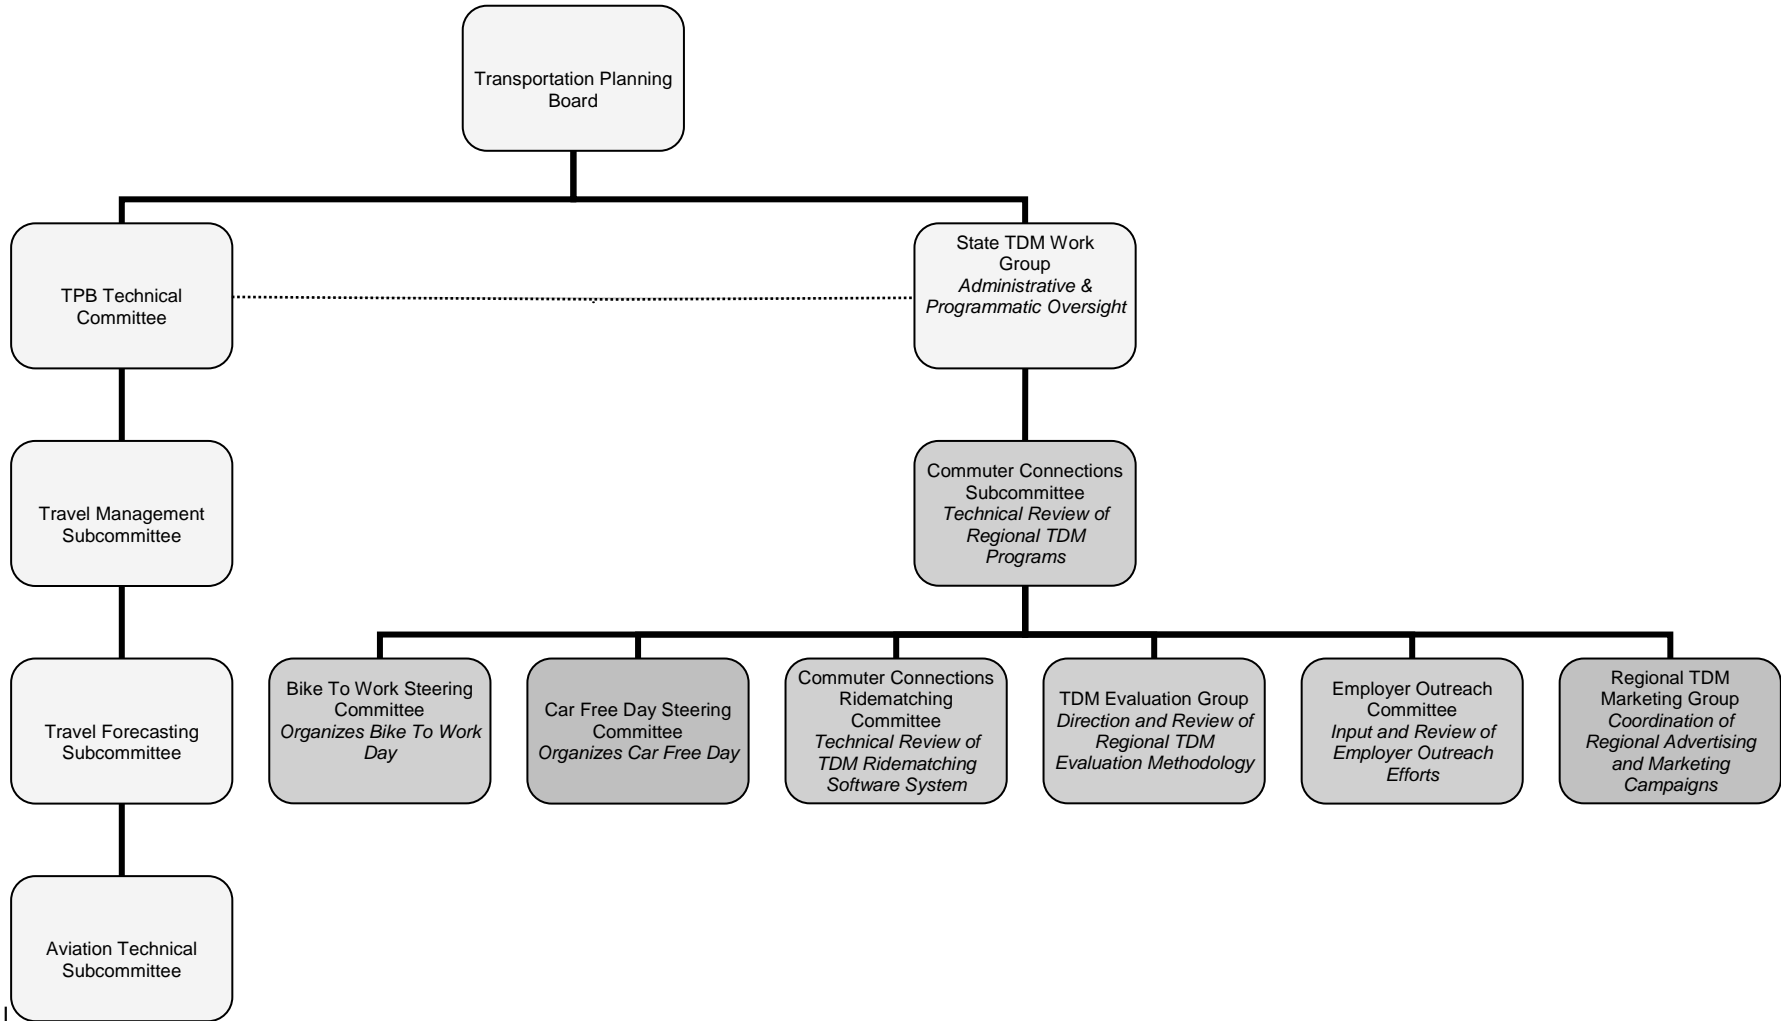 Transportation Planning
Board
TPB Technical
Committee
State TDM Work
Group
Administrative &
Programmatic Oversight
Travel Management
Subcommittee
Commuter Connections
Subcommittee
Technical Review of
Regional TDM
Programs
Travel Forecasting
Subcommittee
Bike To Work Steering
Committee
Organizes Bike To Work
Day
Car Free Day Steering
Committee
Organizes Car Free Day
Commuter Connections
Ridematching
Committee
Technical Review of
TDM Ridematching
Software System
TDM Evaluation Group
Direction and Review of
Regional TDM
Evaluation Methodology
Employer Outreach
Committee
Input and Review of
Employer Outreach
Efforts
Regional TDM
Marketing Group
Coordination of
Regional Advertising
and Marketing
Campaigns
Aviation Technical
Subcommittee